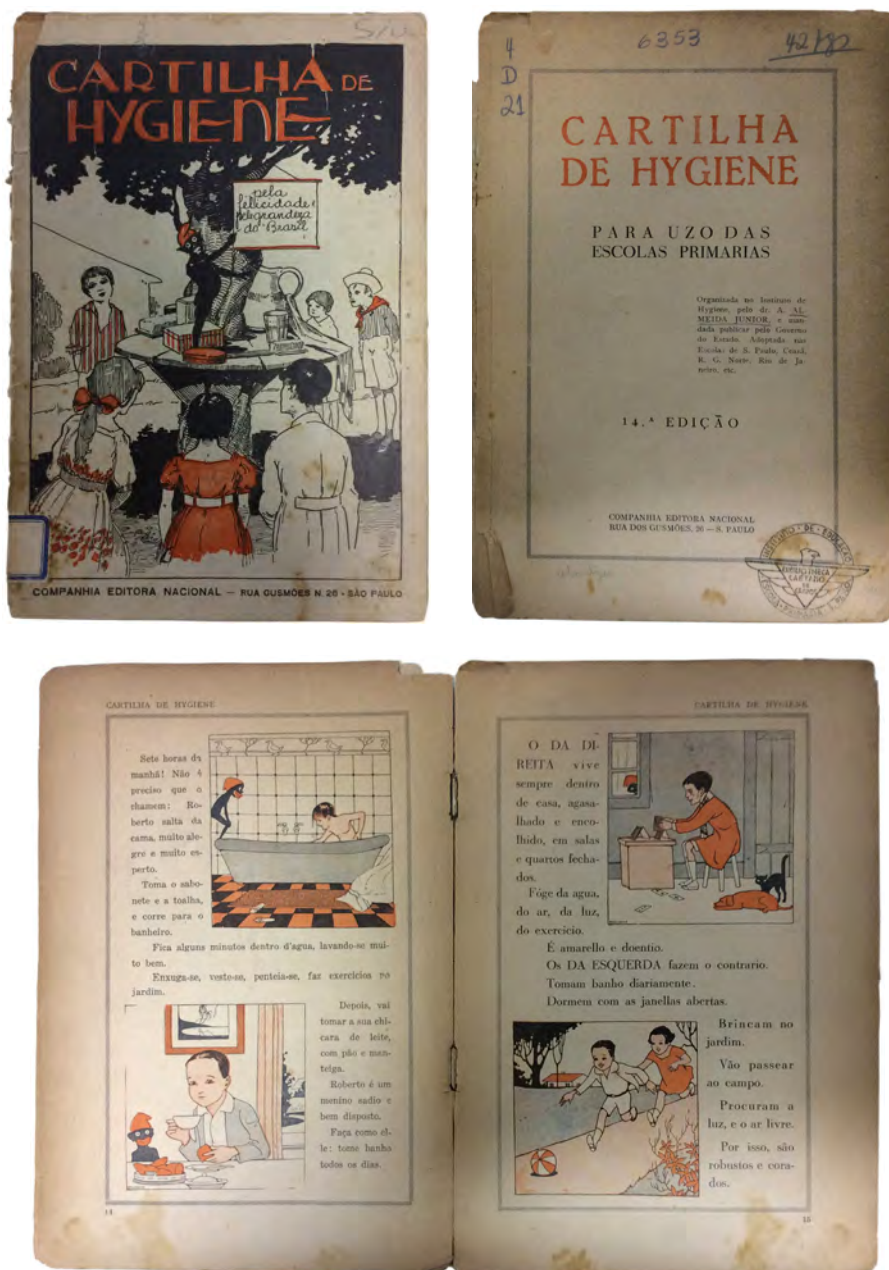 CARTILHA DE
HYGIENE
pela
felicidade e
pela grandeza
do Brasil
COMPANHIA EDITORA NACIONAL — RUA GUSMÕES N. 26 - SÃO PAULO
4
D
21
6353
CARTILHA
DE HYGIENE
PARA UZO DAS
ESCOLAS PRIMARIAS
Organizada no Instituto de
Hygiene, pelo dr. A. AL-
MEIDA JUNIOR, e man-
dada publicar pelo Governo
do Estado. Adoptada nas
Escolas de S. Paulo, Ceará,
R. G. Norte, Rio de Ja-
neiro, etc.
14.ª EDIÇÃO
COMPANHIA EDITORA NACIONAL
RUA DOS GUSMÕES, 26 — S. PAULO
CARTILHA DE HYGIENE
Sete horas da
manhã! Não é
preciso que o
chamem: Ro-
berto salta da
cama, muito ale-
gre e muito es-
perto.
Toma o sabo-
nete e a toalha,
e corre para o
banheiro.
Fica alguns minutos dentro d'agua, lavando-se mui-
to bem.
Enxuga-se, veste-se, penteia-se, faz exercicios no
jardim.
Depois, vai
tomar a sua chi-
cara de leite,
com pão e man-
teiga.
Roberto é um
menino sadio e
bem disposto.
Faça como el-
le: tome banho
todos os dias.
CARTILHA DE HYGIENE
O DA DI-
REITA vive
sempre dentro
de casa, agasa-
lhado e enco-
lhido, em salas
e quartos fecha-
dos.
Fóge da agua,
do ar, da luz,
do exercicio.
É amarello e doentio.
Os DA ESQUERDA fazem o contrario.
Tomam banho diariamente.
Dormem com as janellas abertas.
Brincam no
jardim.
Vão passear
ao campo.
Procuram a
luz, e o ar livre.
Por isso, são
robustos e cora-
dos.